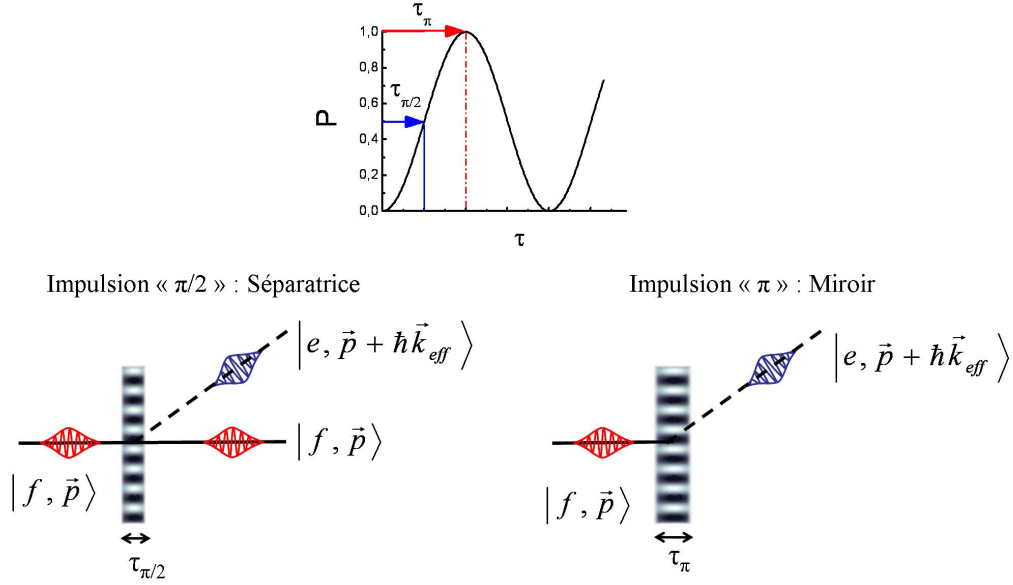 τπ
1,0
0,8
τπ/2
0,6
P
0,4
0,2
0,0
τ
Impulsion « π/2 » : Séparatrice
Impulsion « π » : Miroir
|e, p⃗ + ħk⃗eff⟩
|e, p⃗ + ħk⃗eff⟩
|f, p⃗⟩
|f, p⃗⟩
|f, p⃗⟩
τπ/2
τπ